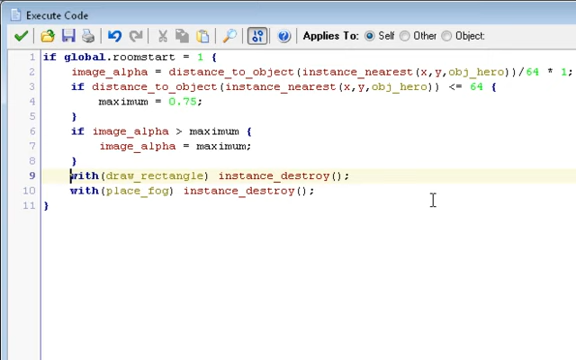 Execute Code
Applies To: Self Other Object:
1 if global.roomstart = 1 {
2 image_alpha = distance_to_object(instance_nearest(x,y,obj_hero))/64 * 1;
3 if distance_to_object(instance_nearest(x,y,obj_hero)) <= 64 {
4 maximum = 0.75;
5 }
6 if image_alpha > maximum {
7 image_alpha = maximum;
8 }
9 with(draw_rectangle) instance_destroy();
10 with(place_fog) instance_destroy();
11 }